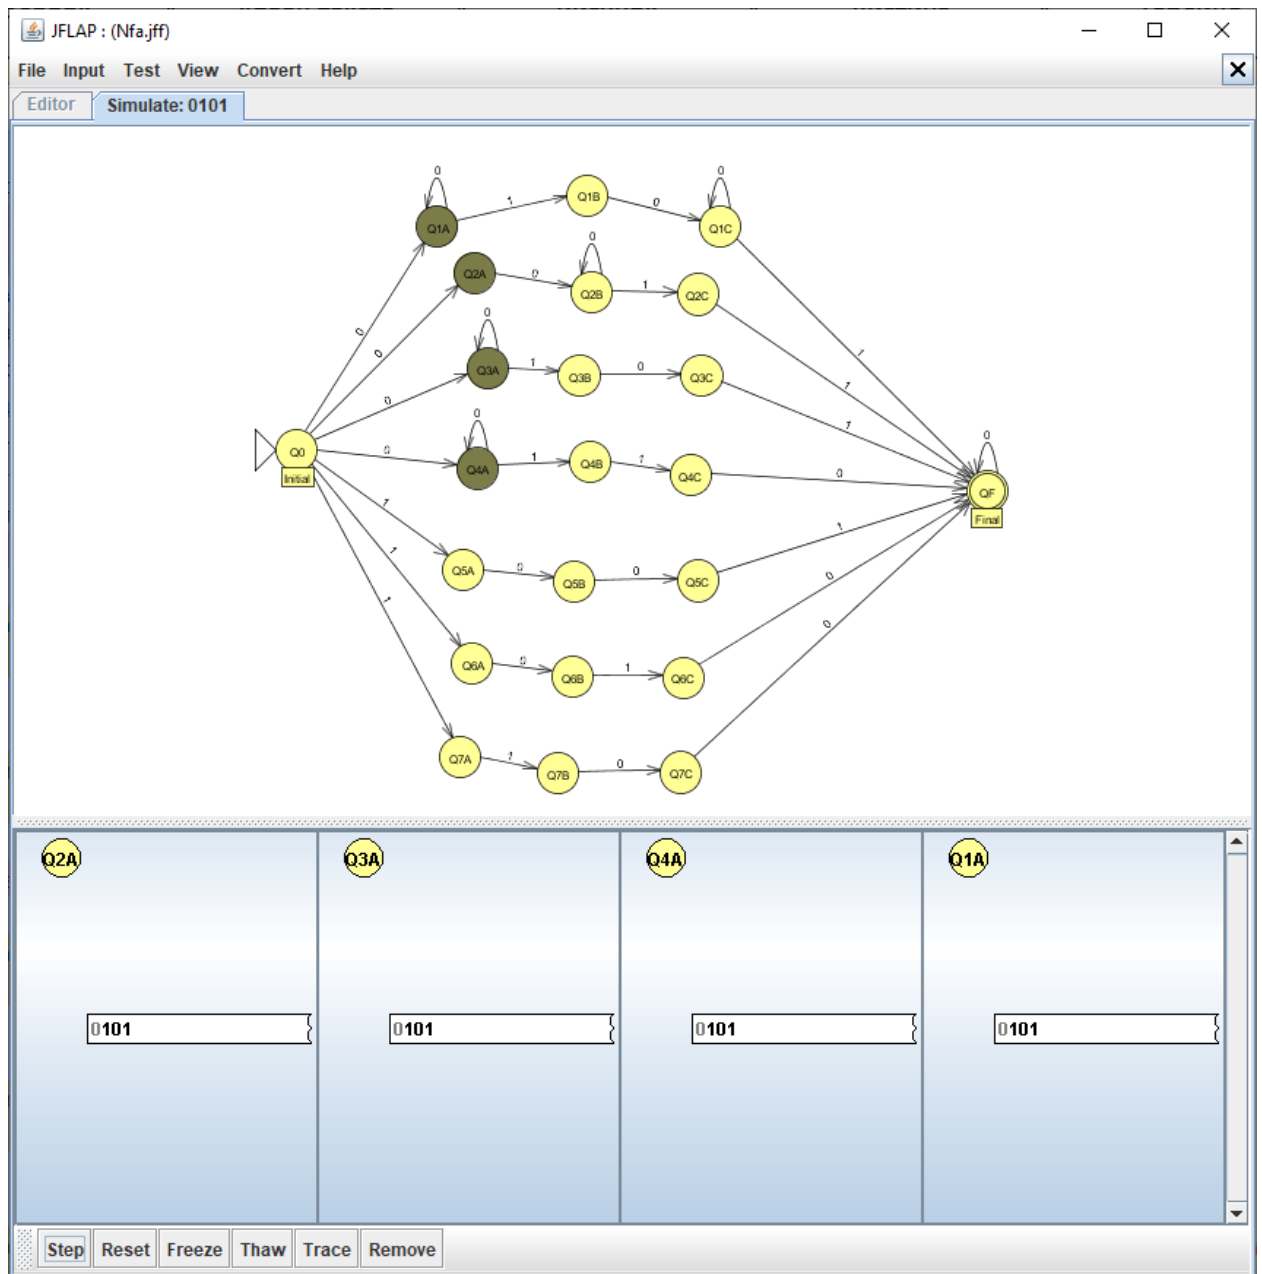 JFLAP : (Nfa.jff)
File Input Test View Convert Help
Editor Simulate: 0101
0 0
Q1A 1 Q1B 0 Q1C
0
Q2A 0 Q2B 1 Q2C
0
Q3A 1 Q3B 0 Q3C
0
Q4A 1 Q4B 1 Q4C 0
0 0 0 0 1 1 1
Q0
Initial
0
QF
Final
1 1 1
Q5A 0 Q5B 0 Q5C 1
Q6A 0 Q6B 1 Q6C 0
Q7A 1 Q7B 0 Q7C 0
Q2A Q3A Q4A Q1A
0101 0101 0101 0101
Step Reset Freeze Thaw Trace Remove